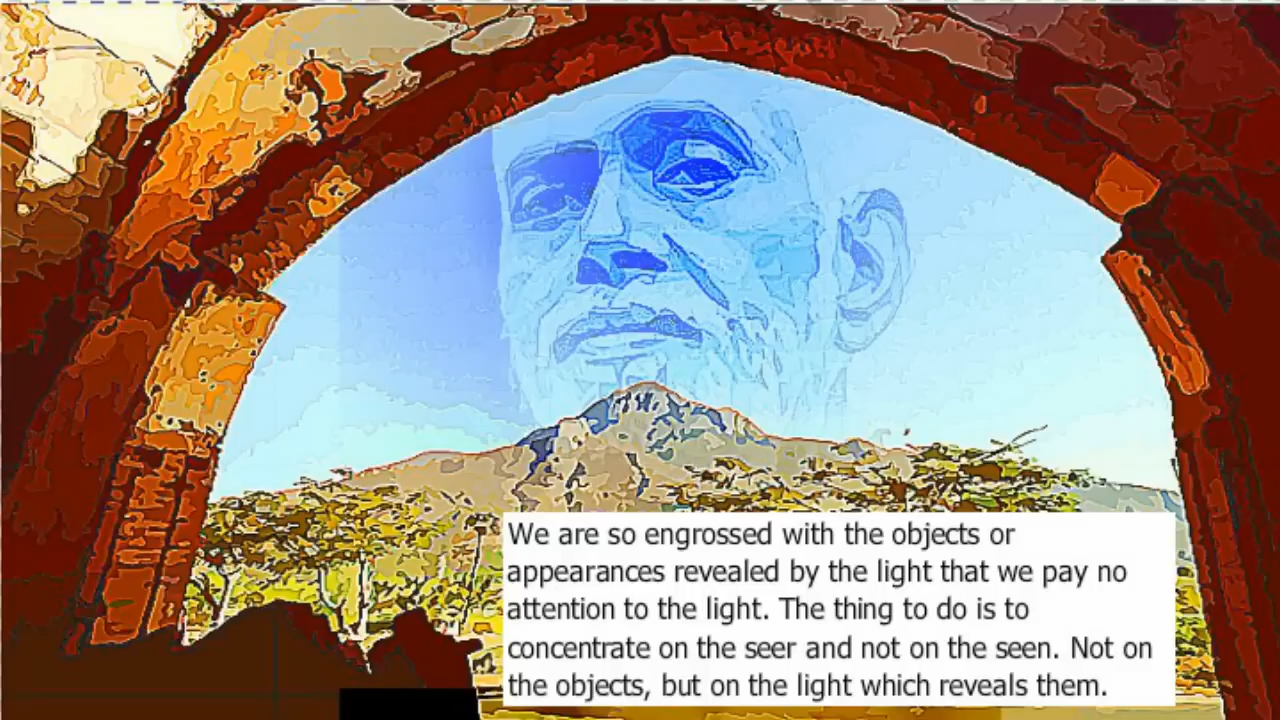 We are so engrossed with the objects or
appearances revealed by the light that we pay no
attention to the light. The thing to do is to
concentrate on the seer and not on the seen. Not on
the objects, but on the light which reveals them.